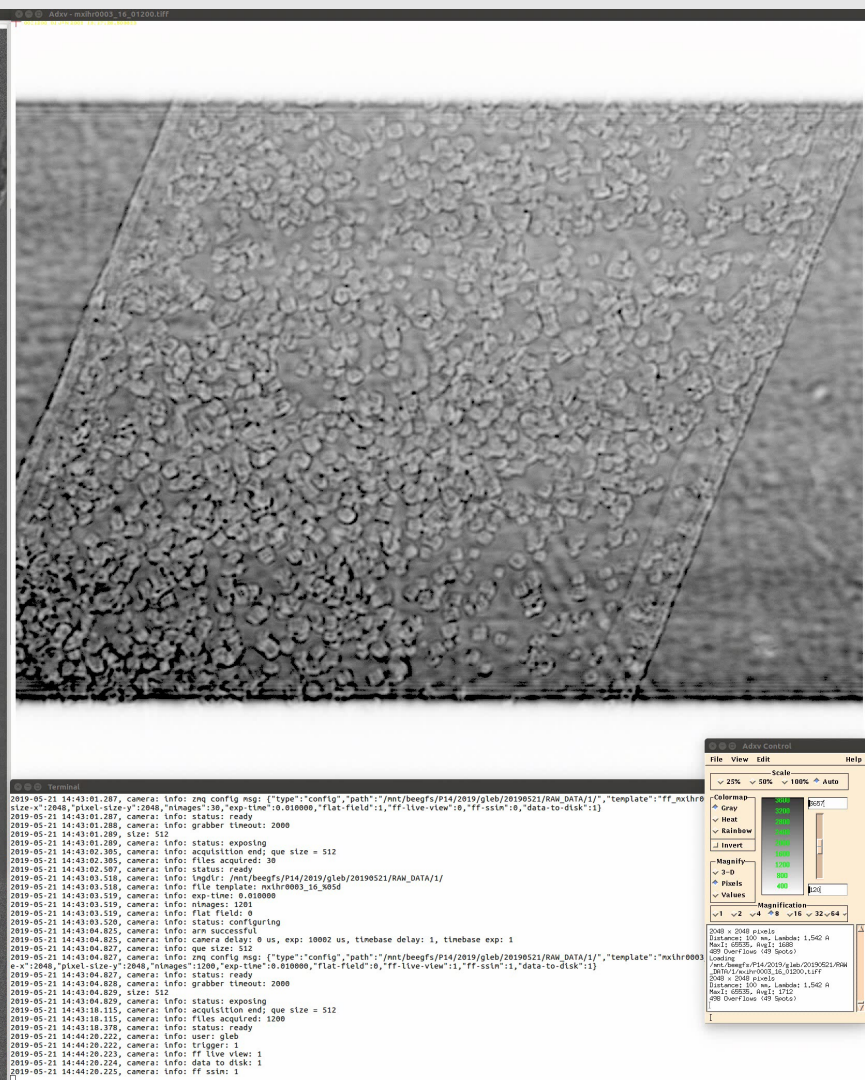 Adxv - mxihr0003_16_01200.tiff
Terminal
2019-05-21 14:43:01.287, camera: info: zmq config msg: {"type":"config","path":"/mnt/beegfs/P14/2019/gleb/20190521/RAW_DATA/1/","template":"ff_mxihr0
size-x":2048,"pixel-size-y":2048,"nimages":30,"exp-time":0.010000,"flat-field":1,"ff-live-view":0,"ff-ssim":0,"data-to-disk":1}
2019-05-21 14:43:01.287, camera: info: status: ready
2019-05-21 14:43:01.288, camera: info: grabber timeout: 2000
2019-05-21 14:43:01.289, size: 512
2019-05-21 14:43:01.289, camera: info: status: exposing
2019-05-21 14:43:02.305, camera: info: acquisition end; que size = 512
2019-05-21 14:43:02.305, camera: info: files acquired: 30
2019-05-21 14:43:02.507, camera: info: status: ready
2019-05-21 14:43:03.518, camera: info: imgdir: /mnt/beegfs/P14/2019/gleb/20190521/RAW_DATA/1/
2019-05-21 14:43:03.518, camera: info: file template: mxihr0003_16_%05d
2019-05-21 14:43:03.519, camera: info: exp-time: 0.010000
2019-05-21 14:43:03.519, camera: info: nimages: 1201
2019-05-21 14:43:03.519, camera: info: flat field: 0
2019-05-21 14:43:03.520, camera: info: status: configuring
2019-05-21 14:43:04.825, camera: info: arm successful
2019-05-21 14:43:04.825, camera: info: camera delay: 0 us, exp: 10002 us, timebase delay: 1, timebase exp: 1
2019-05-21 14:43:04.827, camera: info: que size: 512
2019-05-21 14:43:04.827, camera: info: zmq config msg: {"type":"config","path":"/mnt/beegfs/P14/2019/gleb/20190521/RAW_DATA/1/","template":"mxihr0003
e-x":2048,"pixel-size-y":2048,"nimages":1200,"exp-time":0.010000,"flat-field":0,"ff-live-view":1,"ff-ssim":1,"data-to-disk":1}
2019-05-21 14:43:04.827, camera: info: status: ready
2019-05-21 14:43:04.828, camera: info: grabber timeout: 2000
2019-05-21 14:43:04.829, size: 512
2019-05-21 14:43:04.829, camera: info: status: exposing
2019-05-21 14:43:18.115, camera: info: acquisition end; que size = 512
2019-05-21 14:43:18.115, camera: info: files acquired: 1200
2019-05-21 14:43:18.378, camera: info: status: ready
2019-05-21 14:44:20.222, camera: info: user: gleb
2019-05-21 14:44:20.222, camera: info: trigger: 1
2019-05-21 14:44:20.223, camera: info: ff live view: 1
2019-05-21 14:44:20.224, camera: info: data to disk: 1
2019-05-21 14:44:20.225, camera: info: ff ssim: 1
Adxv Control
File View Edit Help
Scale
25% 50% 100% Auto
Colormap
Gray
Heat
Rainbow
Invert
3600
3200
2800
2400
2000
1600
1200
800
400
3657
120
Magnify
3-D
Pixels
Values
Magnification
1 2 4 8 16 32 64
2048 x 2048 pixels
Distance: 100 mm, Lambda: 1.542 A
MaxI: 65535, AvgI: 1688
489 Overflows (49 Spots)
Loading
/mnt/beegfs/P14/2019/gleb/20190521/RAW
_DATA/1/mxihr0003_16_01200.tiff
2048 x 2048 pixels
Distance: 100 mm, Lambda: 1.542 A
MaxI: 65535, AvgI: 1712
498 Overflows (49 Spots)